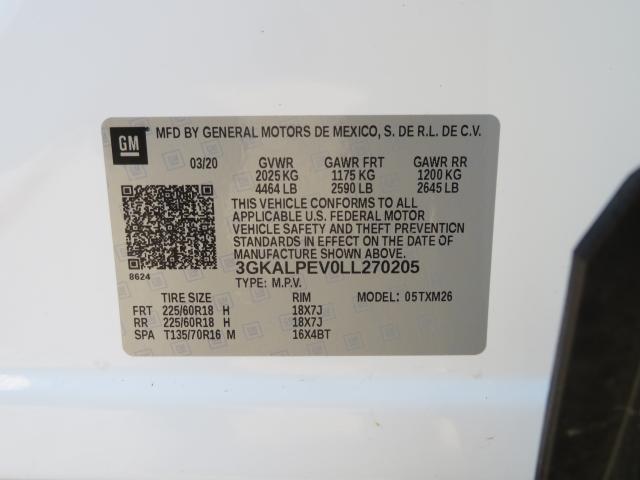 GM
MFD BY GENERAL MOTORS DE MEXICO, S. DE R.L. DE C.V.
03/20 GVWR GAWR FRT GAWR RR
2025 KG 1175 KG 1200 KG
4464 LB 2590 LB 2645 LB
THIS VEHICLE CONFORMS TO ALL
APPLICABLE U.S. FEDERAL MOTOR
VEHICLE SAFETY AND THEFT PREVENTION
STANDARDS IN EFFECT ON THE DATE OF
MANUFACTURE SHOWN ABOVE.
3GKALPEV0LL270205
8624
TYPE: M.P.V.
TIRE SIZE RIM MODEL: 05TXM26
FRT 225/60R18 H 18X7J
RR 225/60R18 H 18X7J
SPA T135/70R16 M 16X4BT